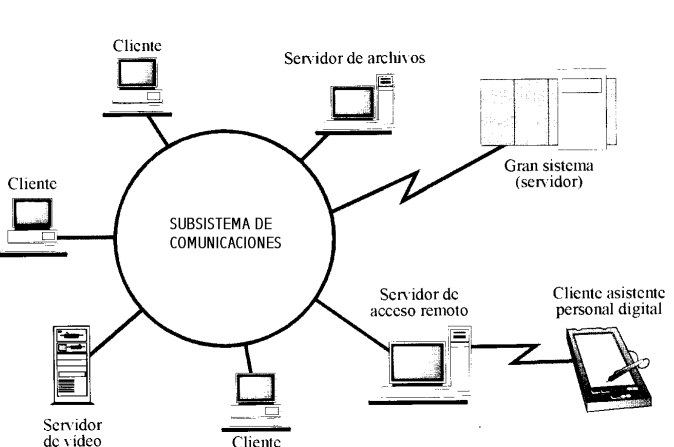 Cliente
Servidor de archivos
Gran sistema
(servidor)
Cliente
SUBSISTEMA DE
COMUNICACIONES
Servidor de
acceso remoto
Cliente asistente
personal digital
Servidor
de vídeo
Cliente